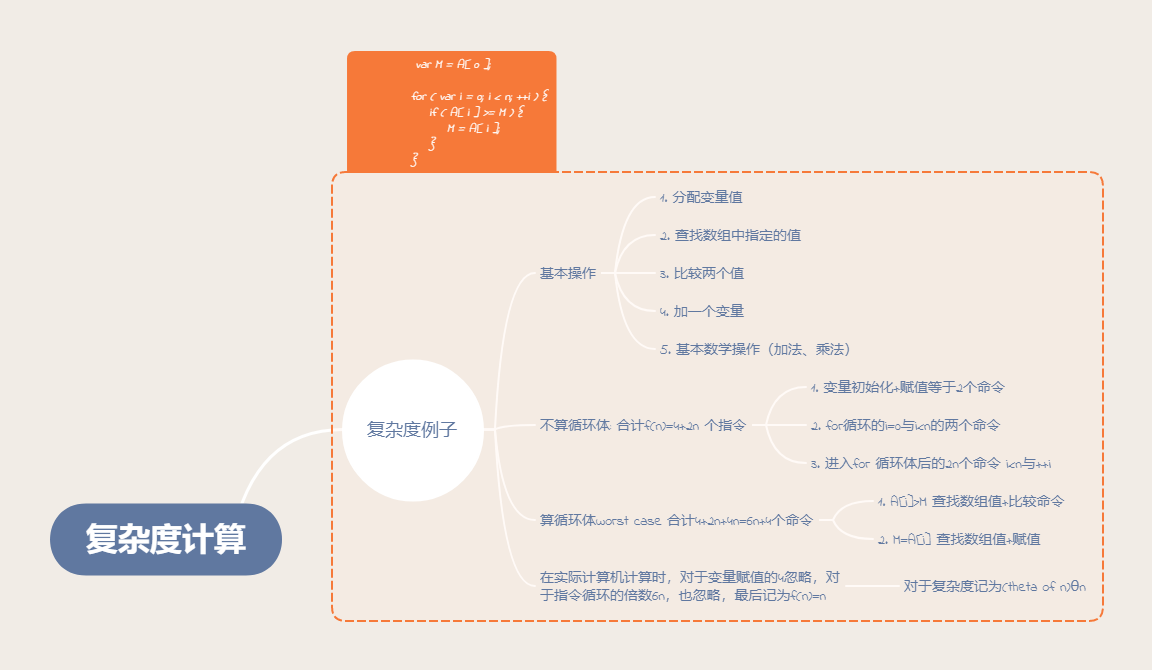 var M = A[ 0 ];
for ( var i = 0; i < n; ++i ) {
if ( A[ i ] >= M ) {
M = A[ i ];
}
}
1. 分配变量值
2. 查找数组中指定的值
基本操作
3. 比较两个值
4. 加一个变量
5. 基本数学操作（加法、乘法）
复杂度例子
不算循环体: 合计f(n)=4+2n 个指令
1. 变量初始化+赋值等于2个命令
2. for循环的i=0与i<n的两个命令
3. 进入for 循环体后的2n个命令 i<n与++i
算循环体worst case 合计4+2n+4n=6n+4个命令
1. A[i]>M 查找数组值+比较命令
2. M=A[i] 查找数组值+赋值
在实际计算机计算时，对于变量赋值的4忽略，对
于指令循环的倍数6n，也忽略，最后记为f(n)=n
对于复杂度记为(theta of n)θn
复杂度计算